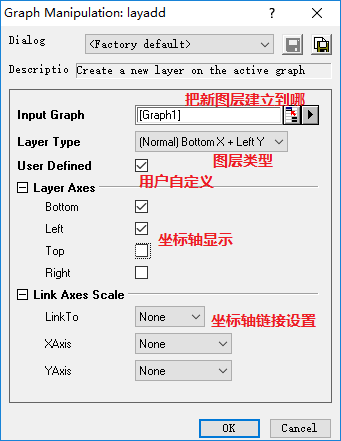 Graph Manipulation: layadd
Dialog <Factory default>
Descriptio Create a new layer on the active graph
把新图层建立到哪
Input Graph [Graph1]
Layer Type (Normal) Bottom X + Left Y
图层类型
User Defined
用户自定义
Layer Axes
Bottom
Left
坐标轴显示
Top
Right
Link Axes Scale
LinkTo None 坐标轴链接设置
XAxis None
YAxis None
OK Cancel